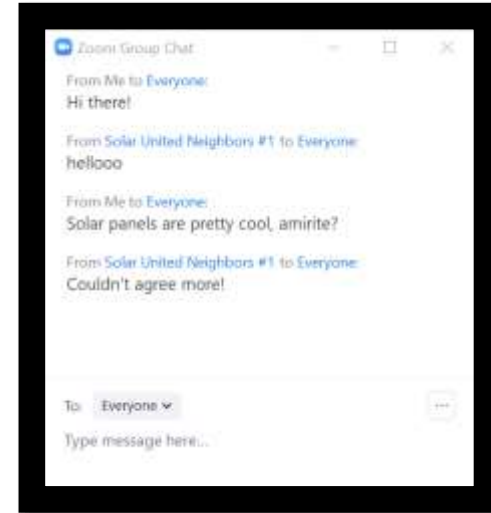 Zoom Group Chat
From Me to Everyone:
Hi there!
From Solar United Neighbors #1 to Everyone:
hellooo
From Me to Everyone:
Solar panels are pretty cool, amirite?
From Solar United Neighbors #1 to Everyone:
Couldn't agree more!
To: Everyone
Type message here...